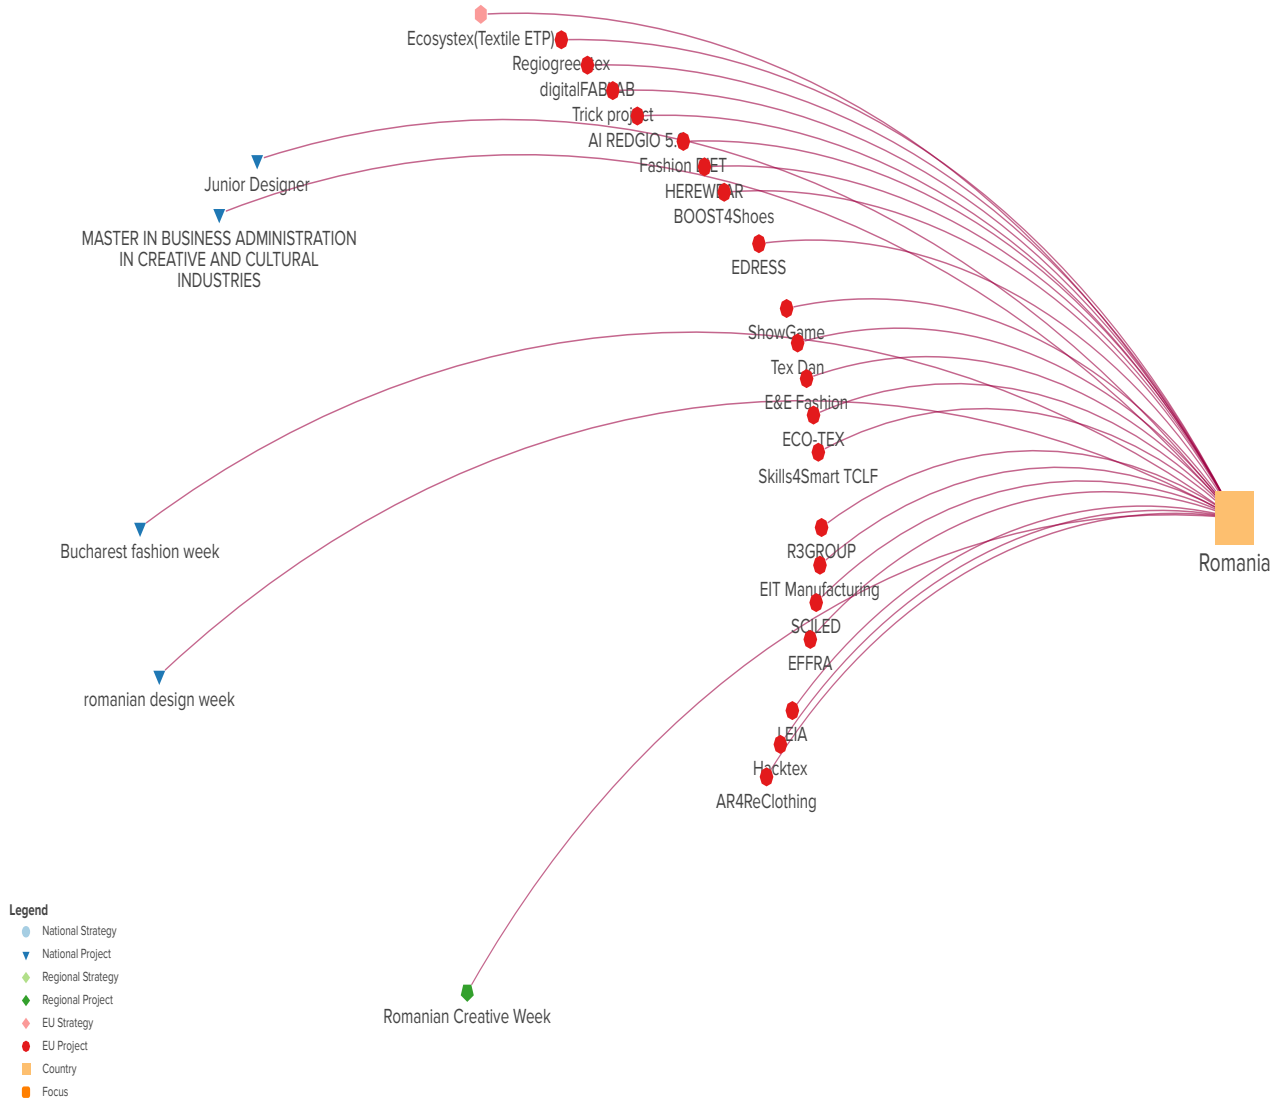 Ecosystex(Textile ETP)
Regiogreentex
digitalFABLAB
Trick project
AI REDGIO 5.
Fashion DIET
HEREWEAR
BOOST4Shoes
EDRESS
Junior Designer
MASTER IN BUSINESS ADMINISTRATION
IN CREATIVE AND CULTURAL
INDUSTRIES
ShowGame
Tex Dan
E&E Fashion
ECO-TEX
Skills4Smart TCLF
R3GROUP
EIT Manufacturing
SCILED
EFFRA
LEIA
Hacktex
AR4ReClothing
Bucharest fashion week
romanian design week
Romania
Romanian Creative Week
Legend
National Strategy
National Project
Regional Strategy
Regional Project
EU Strategy
EU Project
Country
Focus